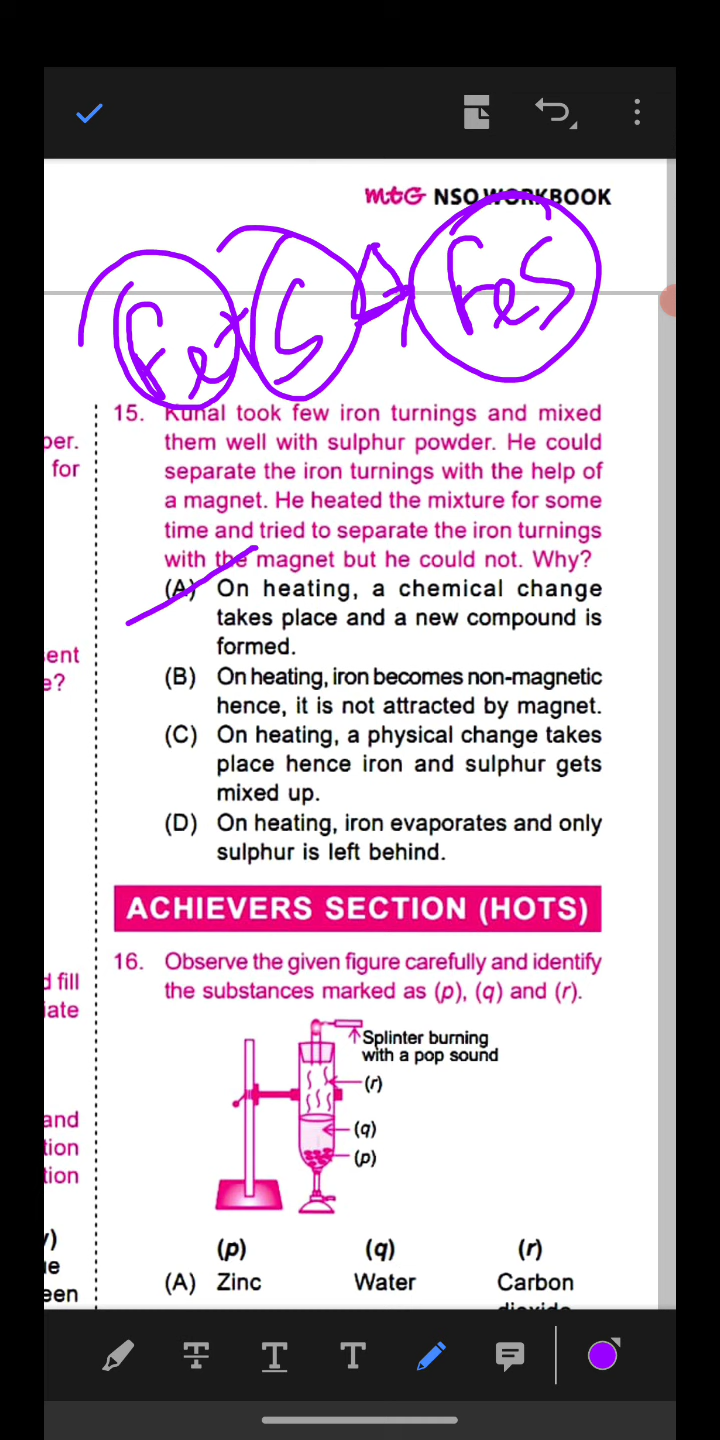 mtG NSO WORKBOOK
Fe + S → FeS
per.
for
15. Kunal took few iron turnings and mixed
them well with sulphur powder. He could
separate the iron turnings with the help of
a magnet. He heated the mixture for some
time and tried to separate the iron turnings
with the magnet but he could not. Why?
(A) On heating, a chemical change
takes place and a new compound is
formed.
ent
e?
(B) On heating, iron becomes non-magnetic
hence, it is not attracted by magnet.
(C) On heating, a physical change takes
place hence iron and sulphur gets
mixed up.
(D) On heating, iron evaporates and only
sulphur is left behind.
ACHIEVERS SECTION (HOTS)
d fill
iate
16. Observe the given figure carefully and identify
the substances marked as (p), (q) and (r).
Splinter burning
with a pop sound
(r)
(q)
(p)
and
tion
tion
)
e
een
(p) (q) (r)
(A) Zinc Water Carbon
dioxide
T T T